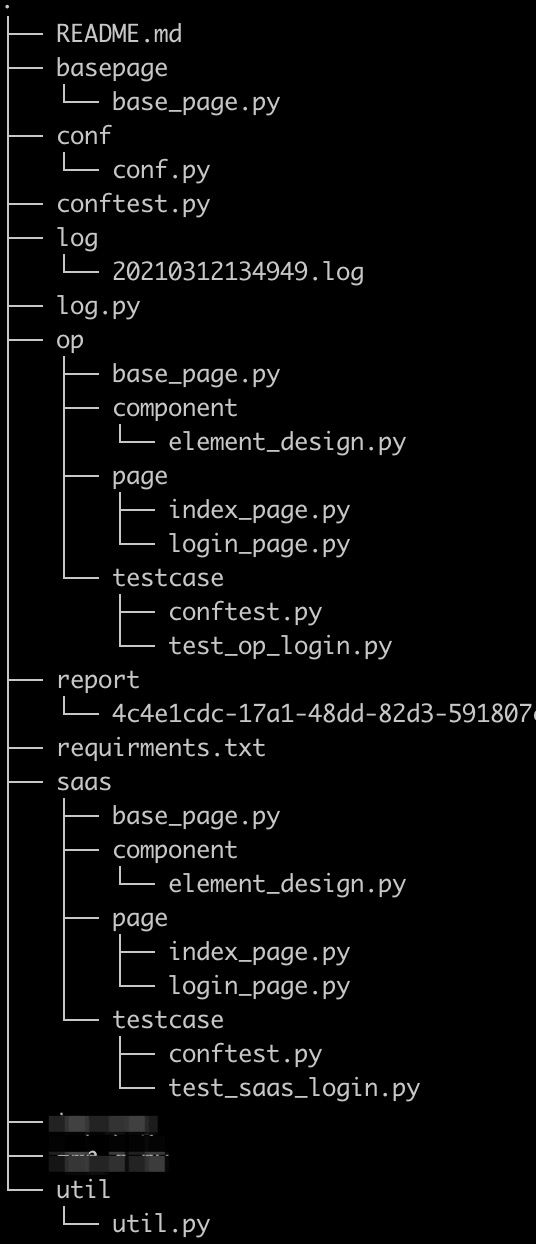 .
├── README.md
├── basepage
│   └── base_page.py
├── conf
│   └── conf.py
├── conftest.py
├── log
│   └── 20210312134949.log
├── log.py
├── op
│   ├── base_page.py
│   ├── component
│   │   └── element_design.py
│   ├── page
│   │   ├── index_page.py
│   │   └── login_page.py
│   └── testcase
│       ├── conftest.py
│       └── test_op_login.py
├── report
│   └── 4c4e1cdc-17a1-48dd-82d3-591807
├── requirments.txt
├── saas
│   ├── base_page.py
│   ├── component
│   │   └── element_design.py
│   ├── page
│   │   ├── index_page.py
│   │   └── login_page.py
│   └── testcase
│       ├── conftest.py
│       └── test_saas_login.py
├──
├──
└── util
    └── util.py